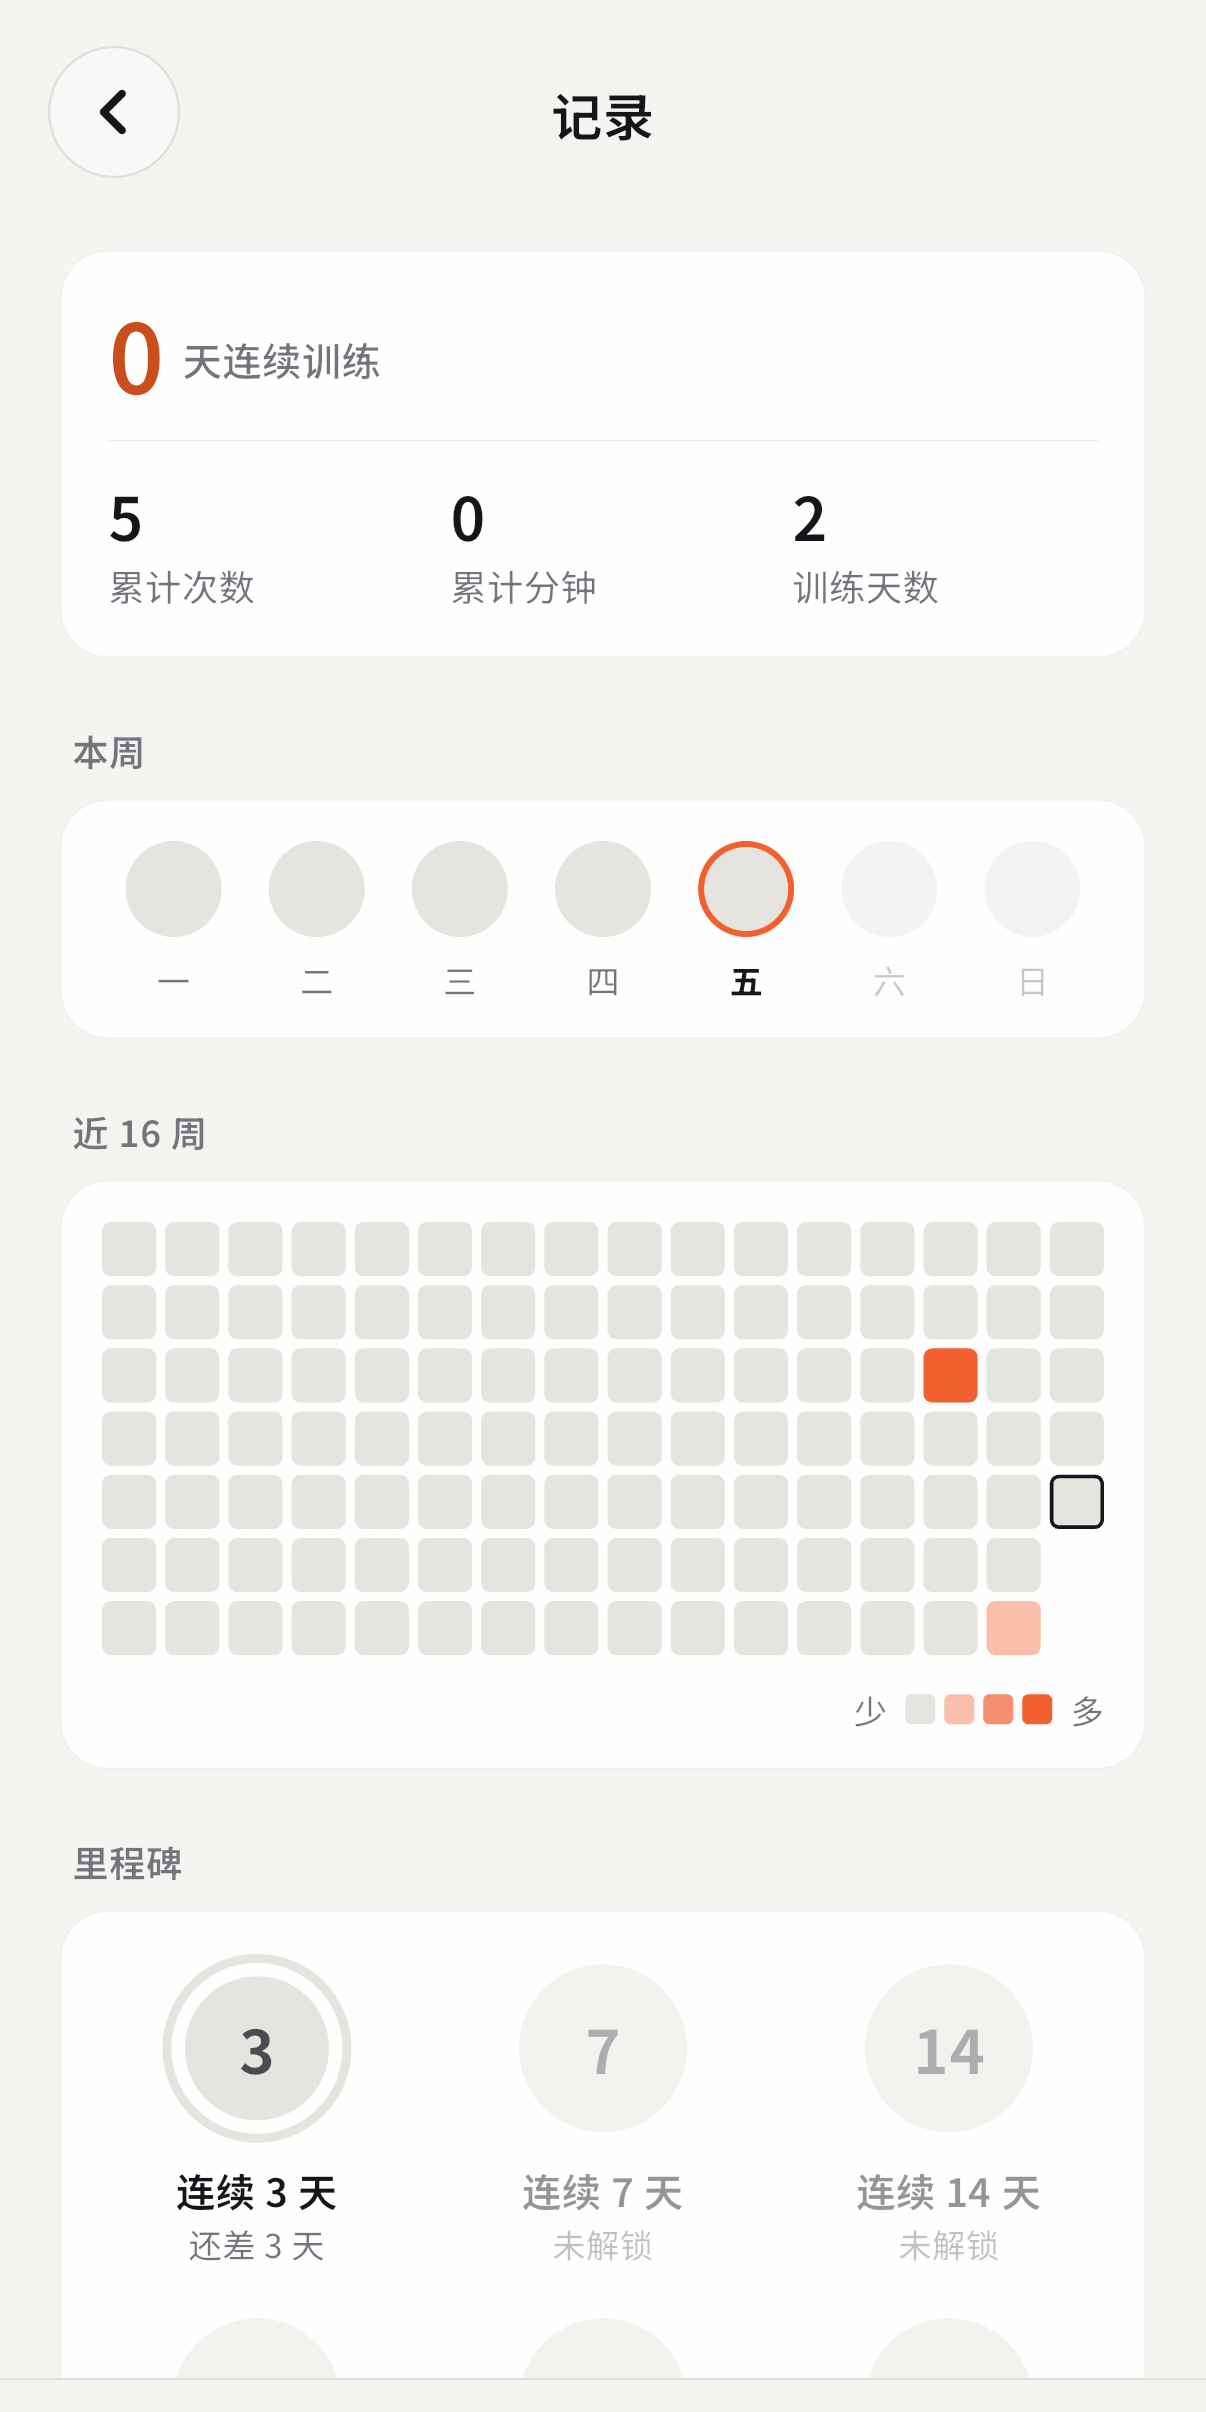 记录
0 天连续训练
5 0 2
累计次数 累计分钟 训练天数
本周
一 二 三 四 五 六 日
近 16 周
少 多
里程碑
3 7 14
连续 3 天 连续 7 天 连续 14 天
还差 3 天 未解锁 未解锁